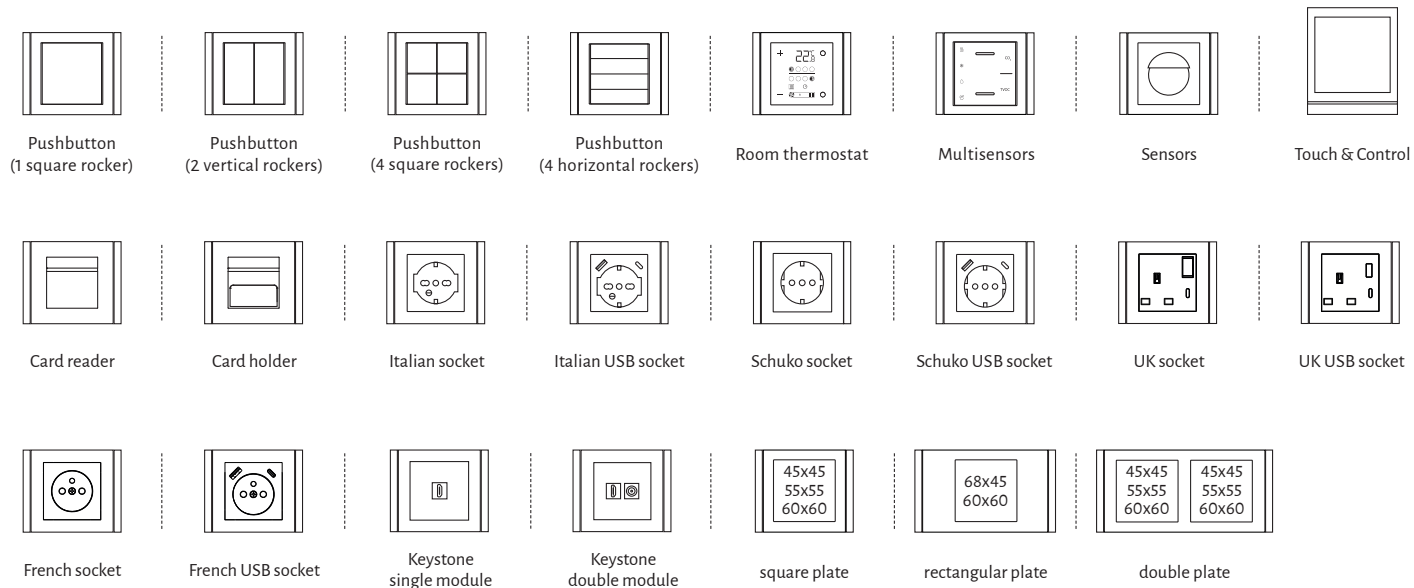 22.8
CO₂
TVOC
Pushbutton
(1 square rocker)
Pushbutton
(2 vertical rockers)
Pushbutton
(4 square rockers)
Pushbutton
(4 horizontal rockers)
Room thermostat
Multisensors
Sensors
Touch & Control
Card reader
Card holder
Italian socket
Italian USB socket
Schuko socket
Schuko USB socket
UK socket
UK USB socket
45x45
55x55
60x60
68x45
60x60
45x45
55x55
60x60
45x45
55x55
60x60
French socket
French USB socket
Keystone
single module
Keystone
double module
square plate
rectangular plate
double plate